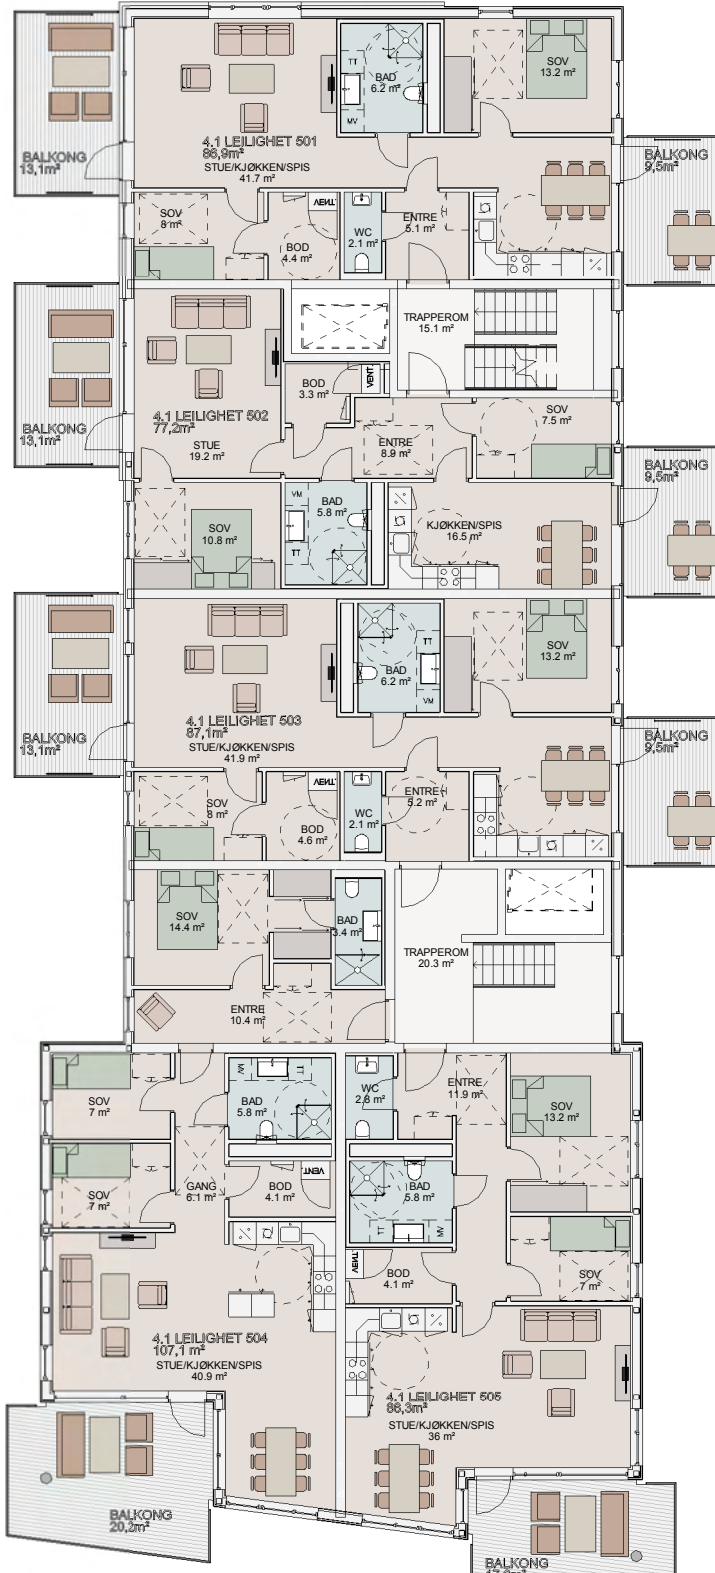 BAD
6.2 m²
TT
MV
SOV
13.2 m²
4.1 LEILIGHET 501
86,9m²
STUE/KJØKKEN/SPIS
41.7 m²
BALKONG
13,1m²
BALKONG
9,5m²
SOV
8 m²
BOD
4.4 m²
VENT.
WC
2.1 m²
ENTRE
5.1 m²
TRAPPEROM
15.1 m²
BOD
3.3 m²
VENT
4.1 LEILIGHET 502
77,2m²
STUE
19.2 m²
BALKONG
13,1m²
ENTRE
8.9 m²
SOV
7.5 m²
BALKONG
9,5m²
SOV
10.8 m²
VM
TT
BAD
5.8 m²
KJØKKEN/SPIS
16.5 m²
BAD
6.2 m²
TT
VM
SOV
13.2 m²
4.1 LEILIGHET 503
87,1m²
STUE/KJØKKEN/SPIS
41.9 m²
BALKONG
13,1m²
BALKONG
9,5m²
SOV
8 m²
BOD
4.6 m²
VENT.
WC
2.1 m²
ENTRE
5.2 m²
SOV
14.4 m²
BAD
3.4 m²
TRAPPEROM
20.3 m²
ENTRE
10.4 m²
SOV
7 m²
MV
TT
BAD
5.8 m²
WC
2.8 m²
ENTRE
11.9 m²
SOV
13.2 m²
SOV
7 m²
GANG
6.1 m²
BOD
4.1 m²
VENT.
BAD
5.8 m²
TT
MV
BOD
4.1 m²
VENT.
SOV
7 m²
4.1 LEILIGHET 504
107,1 m²
STUE/KJØKKEN/SPIS
40.9 m²
4.1 LEILIGHET 505
86,3m²
STUE/KJØKKEN/SPIS
36 m²
BALKONG
20,2m²
BALKONG